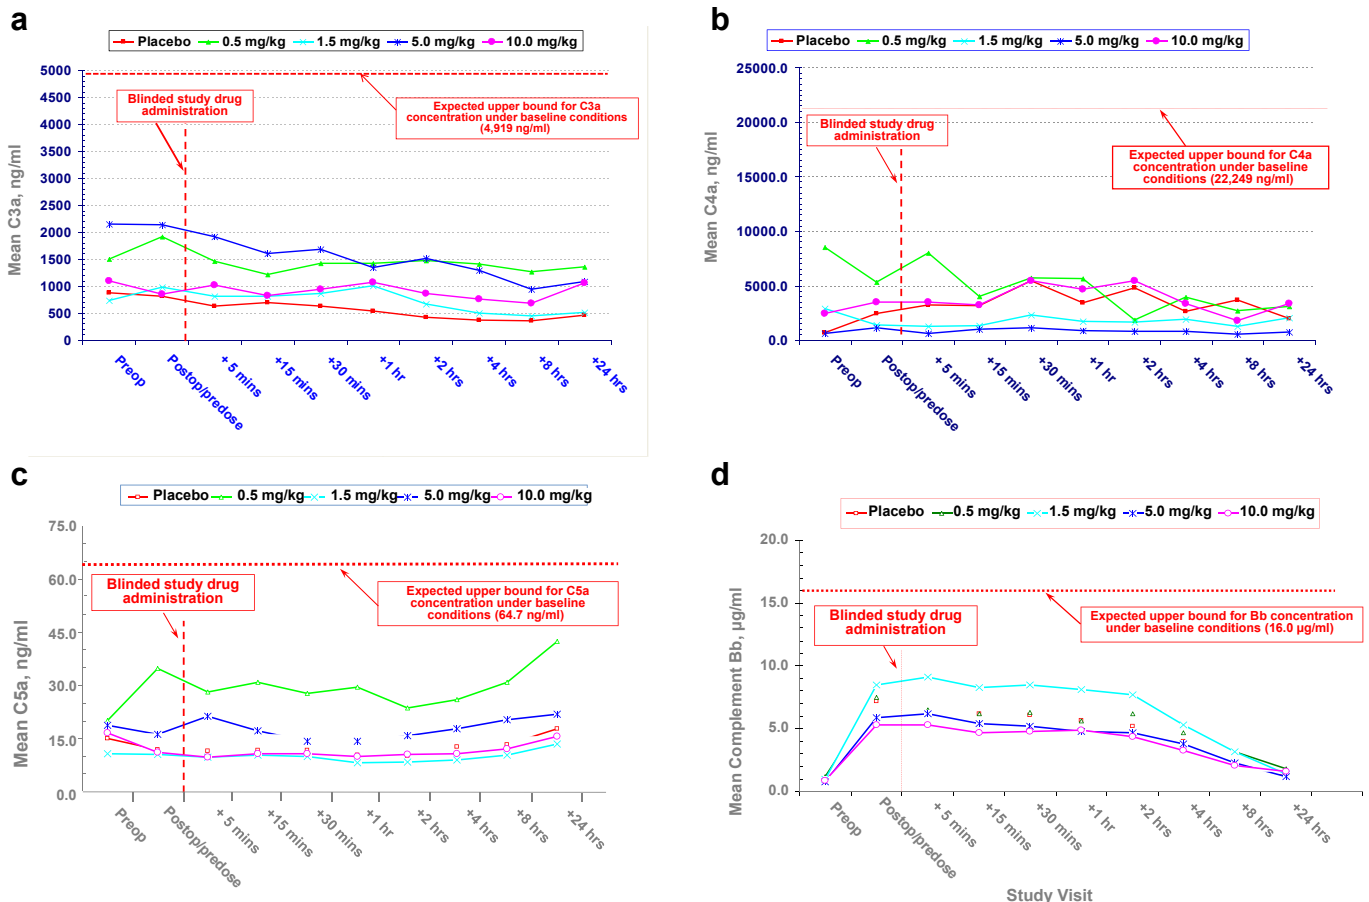 a
Placebo 0.5 mg/kg 1.5 mg/kg 5.0 mg/kg 10.0 mg/kg
Mean C3a, ng/ml
5000
4500
4000
3500
3000
2500
2000
1500
1000
500
0
Blinded study drug
administration
Expected upper bound for C3a
concentration under baseline conditions
(4,919 ng/ml)
Preop
Postop/predose
+ 5 mins
+15 mins
+30 mins
+1 hr
+2 hrs
+4 hrs
+8 hrs
+24 hrs
b
Placebo 0.5 mg/kg 1.5 mg/kg 5.0 mg/kg 10.0 mg/kg
Mean C4a, ng/ml
25000.0
20000.0
15000.0
10000.0
5000.0
0.0
Blinded study drug
administration
Expected upper bound for C4a
concentration under baseline
conditions (22,249 ng/ml)
Preop
Postop/predose
+ 5 mins
+15 mins
+30 mins
+1 hr
+2 hrs
+4 hrs
+8 hrs
+24 hrs
c
Placebo 0.5 mg/kg 1.5 mg/kg 5.0 mg/kg 10.0 mg/kg
Mean C5a, ng/ml
75.0
60.0
45.0
30.0
15.0
0.0
Blinded study drug
administration
Expected upper bound for C5a
concentration under baseline
conditions (64.7 ng/ml)
Preop
Postop/predose
+ 5 mins
+15 mins
+30 mins
+1 hr
+2 hrs
+4 hrs
+8 hrs
+24 hrs
d
Placebo 0.5 mg/kg 1.5 mg/kg 5.0 mg/kg 10.0 mg/kg
Mean Complement Bb, µg/ml
20.0
15.0
10.0
5.0
0.0
Blinded study drug
administration
Expected upper bound for Bb concentration
under baseline conditions (16.0 µg/ml)
Preop
Postop/predose
+ 5 mins
+15 mins
+30 mins
+1 hr
+2 hrs
+4 hrs
+8 hrs
+24 hrs
Study Visit